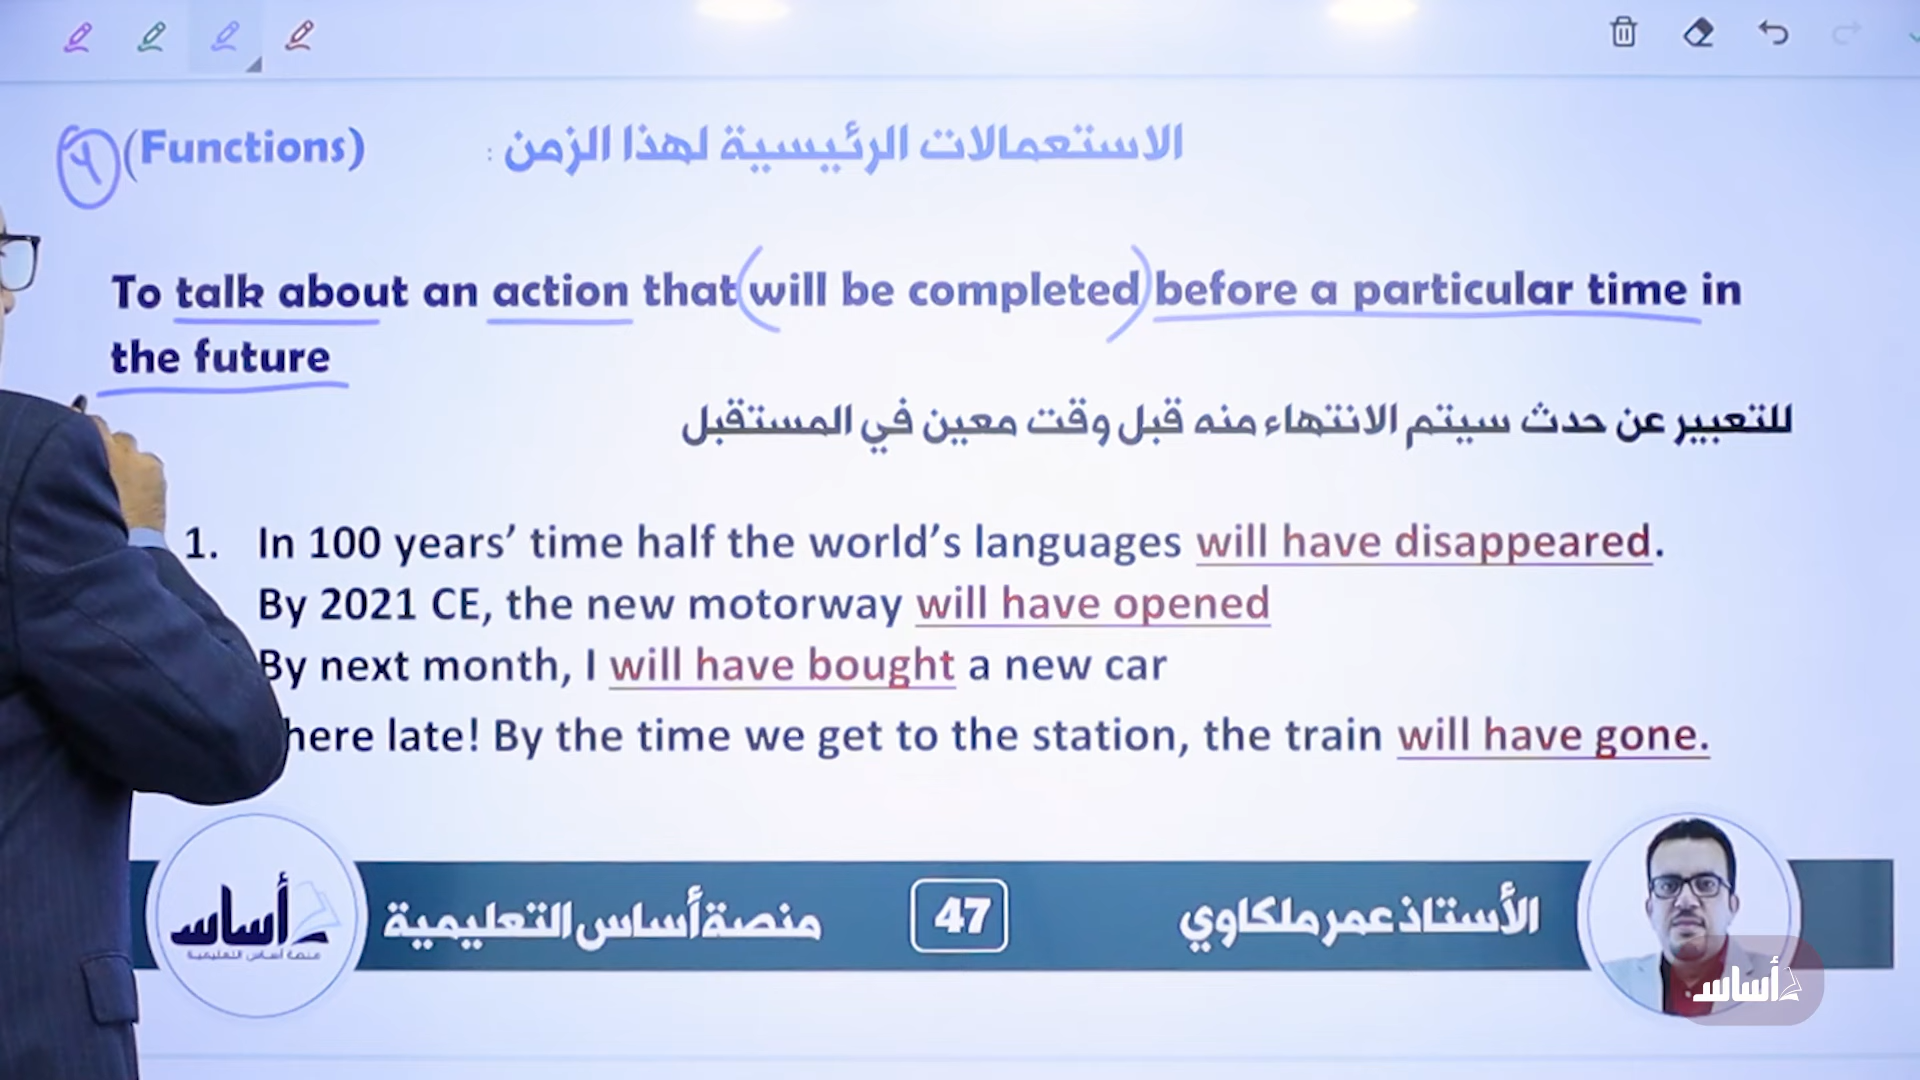 (Functions) الاستعمالات الرئيسية لهذا الزمن :
To talk about an action that (will be completed) before a particular time in
the future
للتعبير عن حدث سيتم الانتهاء منه قبل وقت معين في المستقبل
1. In 100 years’ time half the world’s languages will have disappeared.
By 2021 CE, the new motorway will have opened
By next month, I will have bought a new car
here late! By the time we get to the station, the train will have gone.
أساس
منصة أساس التعليمية
منصة أساس التعليمية
47
الأستاذ عمر ملكاوي
أساس